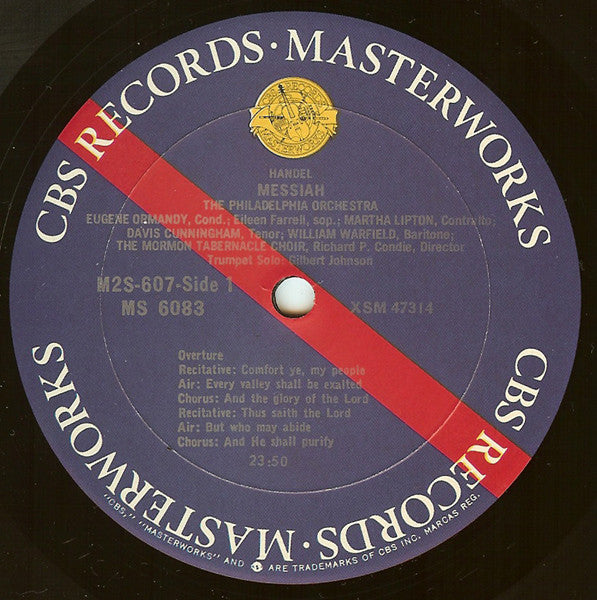 CBS RECORDS · MASTERWORKS
MASTERWORKS
HANDEL
MESSIAH
THE PHILADELPHIA ORCHESTRA
EUGENE ORMANDY, Cond.; Eileen Farrell, sop.; MARTHA LIPTON, Contralto;
DAVIS CUNNINGHAM, Tenor; WILLIAM WARFIELD, Baritone;
THE MORMON TABERNACLE CHOIR, Richard P. Condie, Director
Trumpet Solo: Gilbert Johnson
M2S-607-Side 1
MS 6083
XSM 47314
Overture
Recitative: Comfort ye, my people
Air: Every valley shall be exalted
Chorus: And the glory of the Lord
Recitative: Thus saith the Lord
Air: But who may abide
Chorus: And He shall purify
23:50
CBS RECORDS · MASTERWORKS
"CBS," "MASTERWORKS" AND ARE TRADEMARKS OF CBS INC. MARCAS REG.